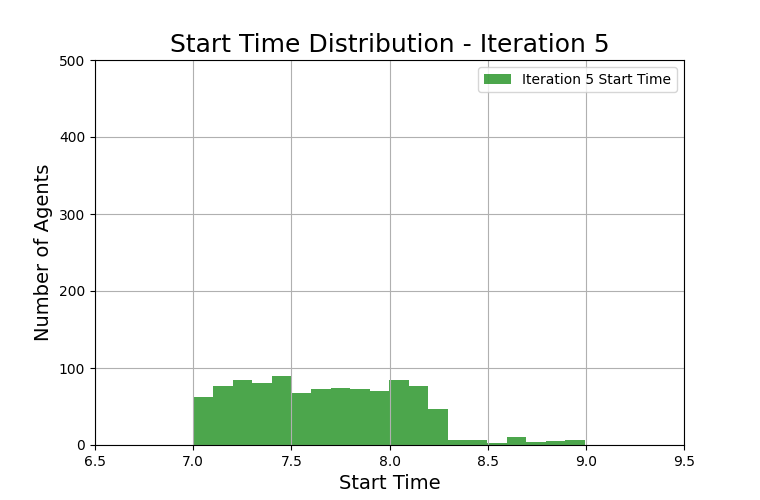 Start Time Distribution - Iteration 5
Iteration 5 Start Time
500
400
300
200
100
0
Number of Agents
6.5 7.0 7.5 8.0 8.5 9.0 9.5
Start Time